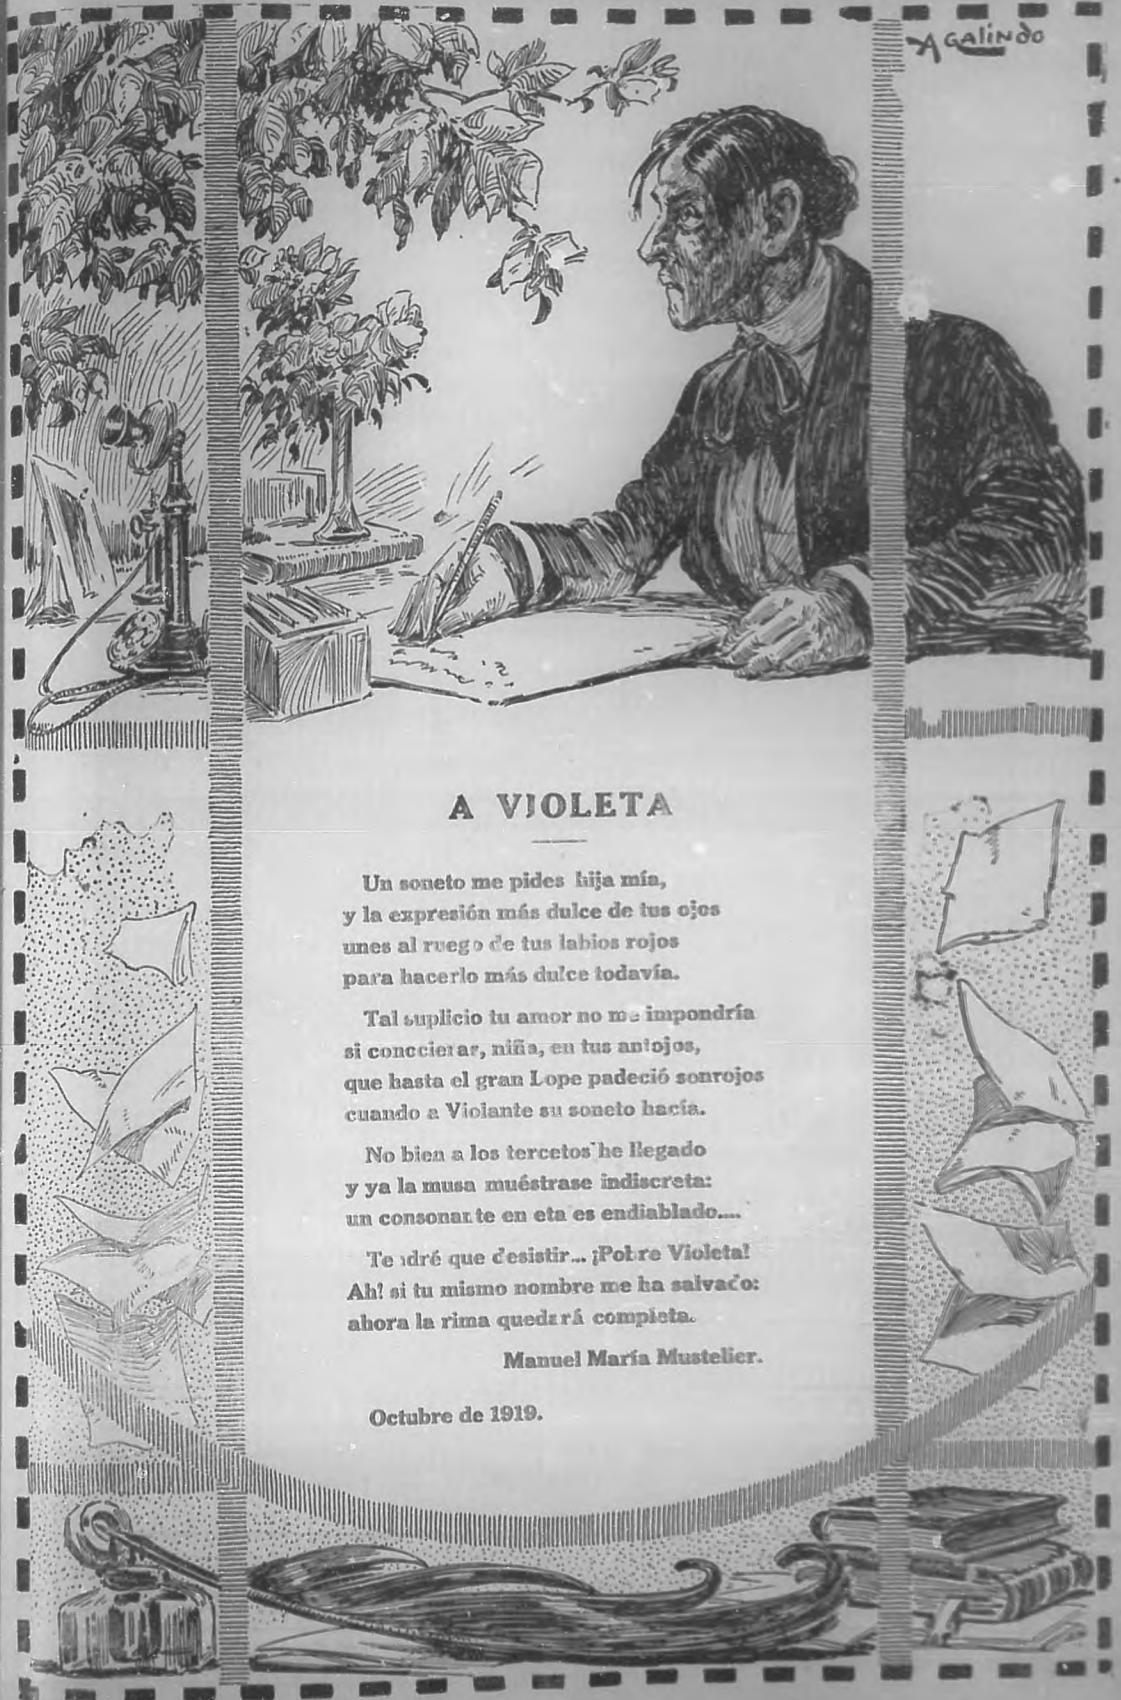 A GALINDO
A VIOLETA
Un soneto me pides hija mía,
y la expresión más dulce de tus ojos
unes al ruego de tus labios rojos
para hacerlo más dulce todavía.
Tal suplicio tu amor no me impondría
si conocieras, niña, en tus antojos,
que hasta el gran Lope padeció sonrojos
cuando a Violante su soneto hacía.
No bien a los tercetos he llegado
y ya la musa muéstrase indiscreta:
un consonante en eta es endiablado....
Tendré que desistir... ¡Pobre Violeta!
Ah! si tu mismo nombre me ha salvado:
ahora la rima quedará completa.
Manuel María Mustelier.
Octubre de 1919.